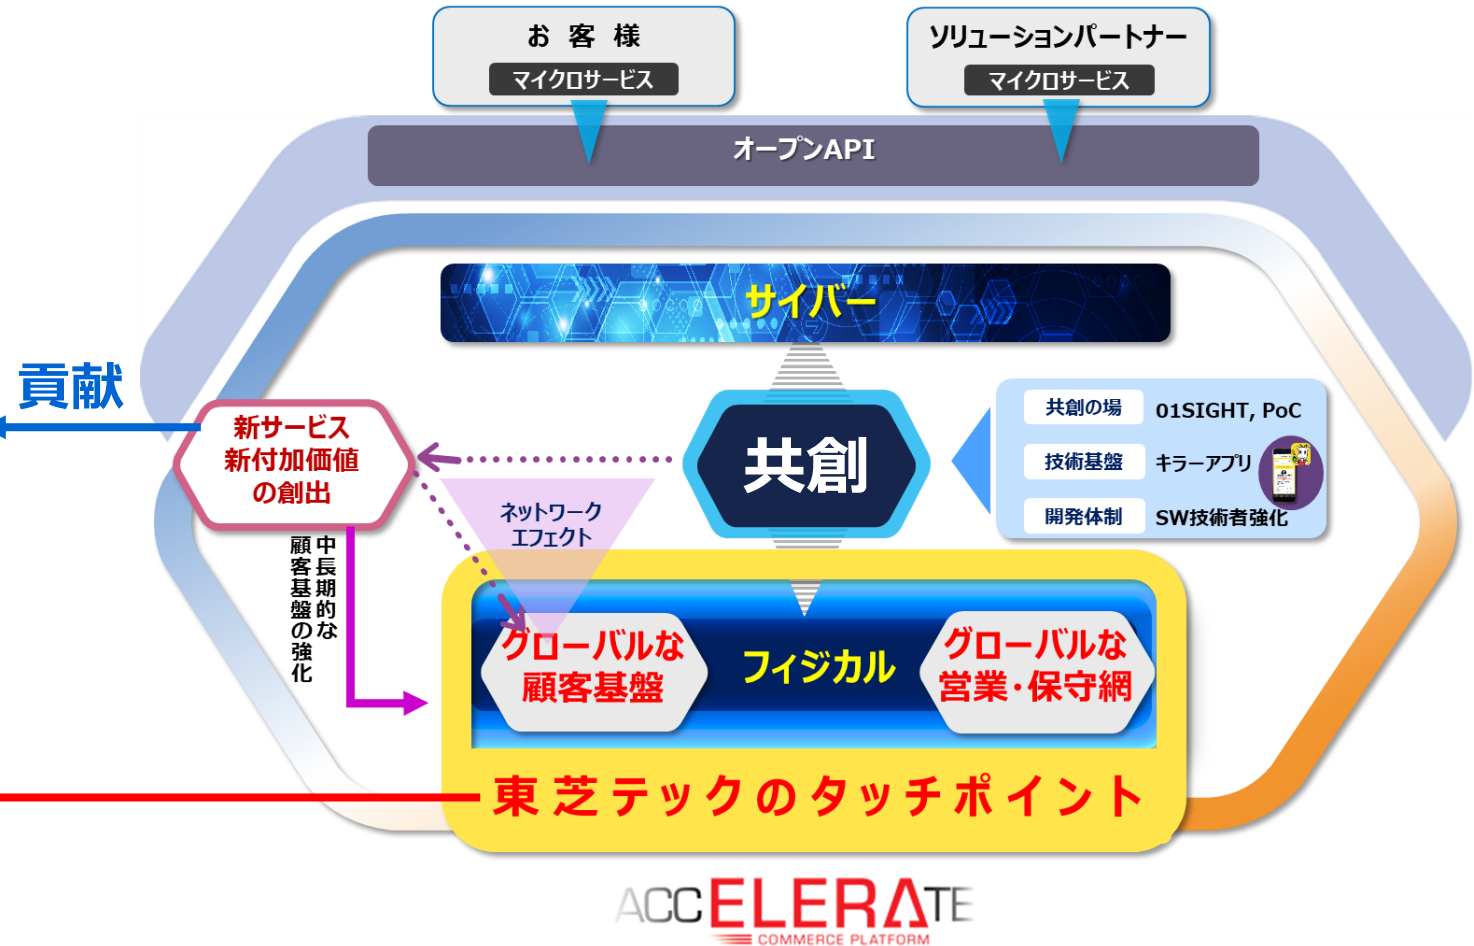 お 客 様
マイクロサービス
ソリューションパートナー
マイクロサービス
オープンAPI
サイバー
貢献
新サービス
新付加価値
の創出
共創
共創の場 01SIGHT, PoC
技術基盤 キラーアプリ
開発体制 SW技術者強化
ネットワーク
エフェクト
中長期的な
顧客基盤の強化
グローバルな
顧客基盤
フィジカル
グローバルな
営業・保守網
東芝テックのタッチポイント
ACCELERATE
COMMERCE PLATFORM